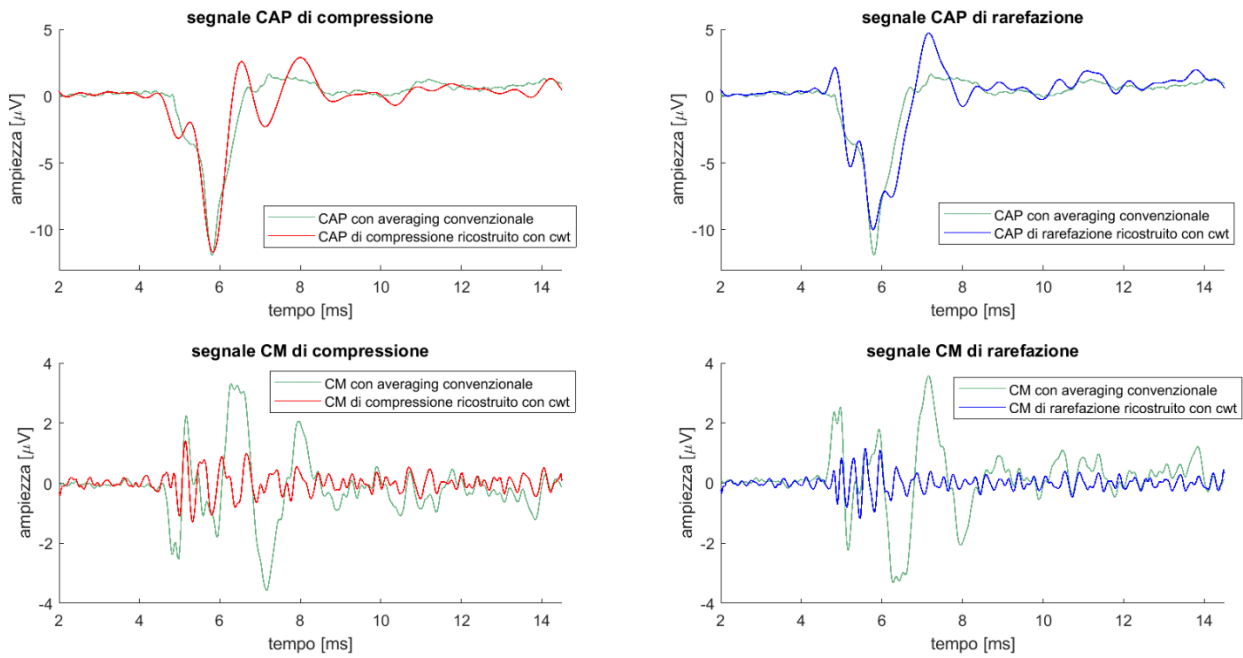 segnale CAP di compressione
5
0
-5
-10
ampiezza [μV]
CAP con averaging convenzionale
CAP di compressione ricostruito con cwt
2 4 6 8 10 12 14
tempo [ms]
segnale CAP di rarefazione
5
0
-5
-10
ampiezza [μV]
CAP con averaging convenzionale
CAP di rarefazione ricostruito con cwt
2 4 6 8 10 12 14
tempo [ms]
segnale CM di compressione
4
2
0
-2
-4
ampiezza [μV]
CM con averaging convenzionale
CM di compressione ricostruito con cwt
2 4 6 8 10 12 14
tempo [ms]
segnale CM di rarefazione
4
2
0
-2
-4
ampiezza [μV]
CM con averaging convenzionale
CM di rarefazione ricostruito con cwt
2 4 6 8 10 12 14
tempo [ms]